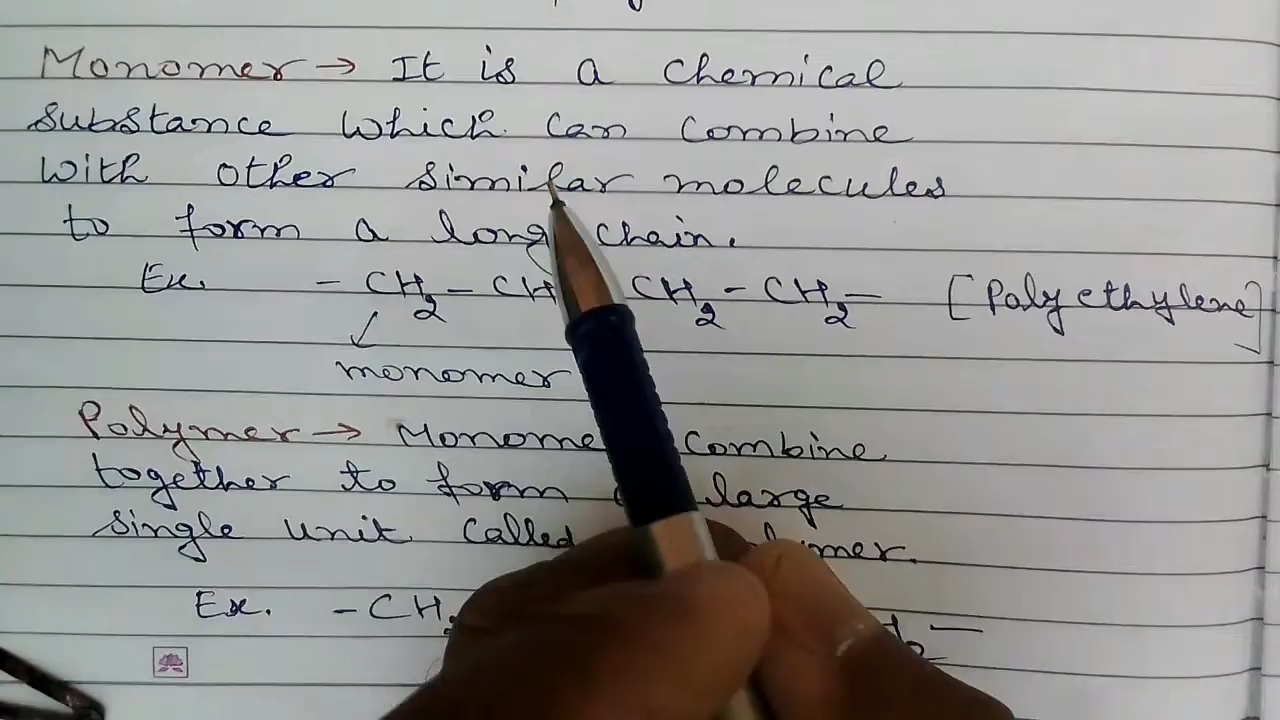 Monomer → It is a chemical
substance which can combine
with other similar molecules
to form a long chain.
Ex. - CH2 - CH CH2 - CH2 - [Polyethylene]
monomer
Polymer → Monome combine
together to form large
single unit called mer.
Ex. - CH